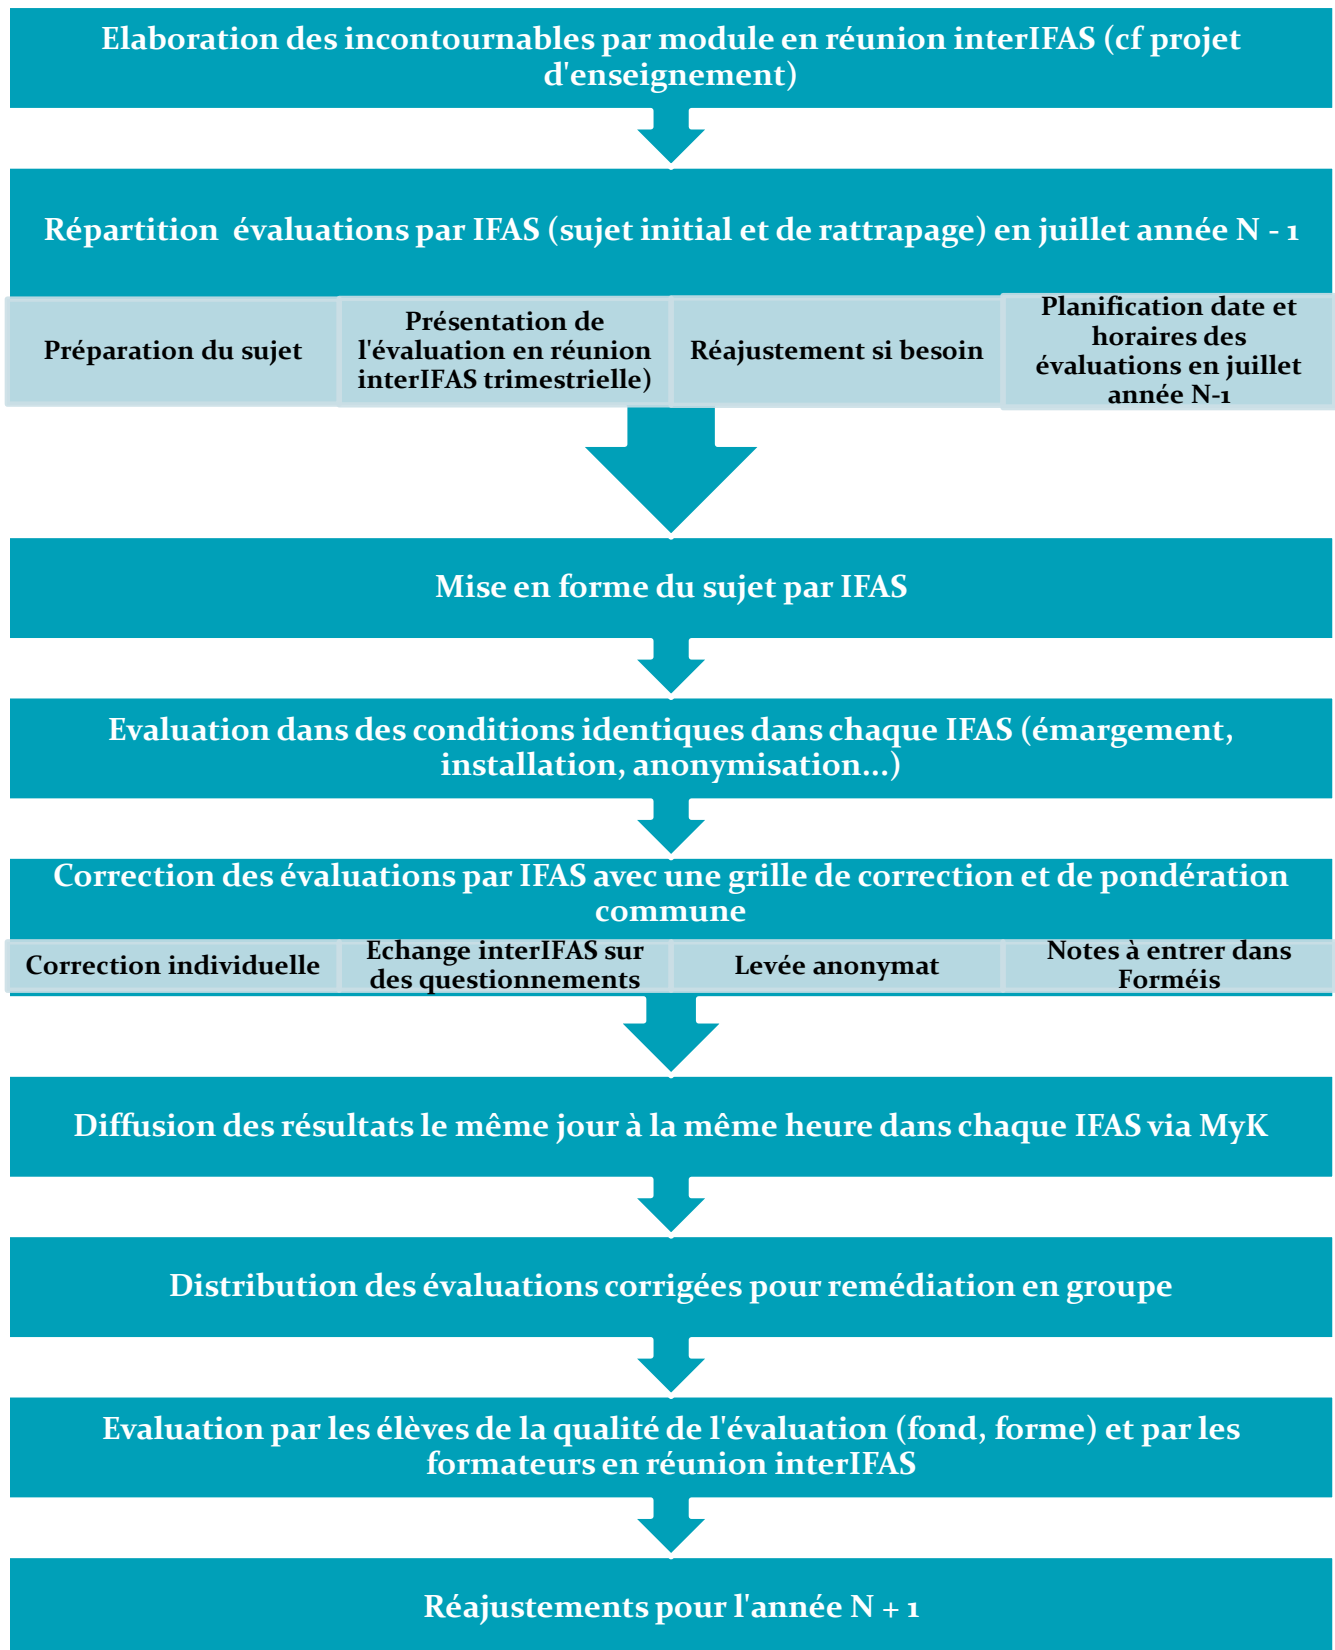 Elaboration des incontournables par module en réunion interIFAS (cf projet
d'enseignement)
Répartition évaluations par IFAS (sujet initial et de rattrapage) en juillet année N - 1
Préparation du sujet
Présentation de
l'évaluation en réunion
interIFAS trimestrielle)
Réajustement si besoin
Planification date et
horaires des
évaluations en juillet
année N-1
Mise en forme du sujet par IFAS
Evaluation dans des conditions identiques dans chaque IFAS (émargement,
installation, anonymisation...)
Correction des évaluations par IFAS avec une grille de correction et de pondération
commune
Correction individuelle
Echange interIFAS sur
des questionnements
Levée anonymat
Notes à entrer dans
Forméis
Diffusion des résultats le même jour à la même heure dans chaque IFAS via MyK
Distribution des évaluations corrigées pour remédiation en groupe
Evaluation par les élèves de la qualité de l'évaluation (fond, forme) et par les
formateurs en réunion interIFAS
Réajustements pour l'année N + 1